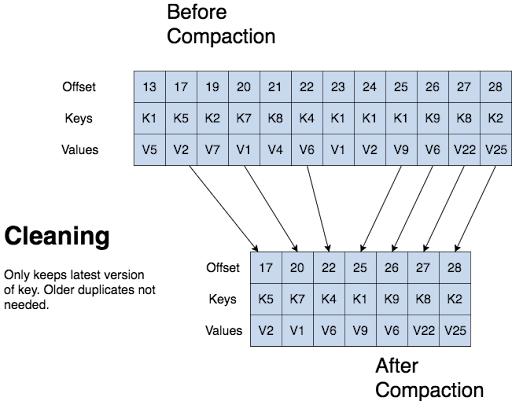 Before
Compaction
Offset 13 17 19 20 21 22 23 24 25 26 27 28
Keys K1 K5 K2 K7 K8 K4 K1 K1 K1 K9 K8 K2
Values V5 V2 V7 V1 V4 V6 V1 V2 V9 V6 V22 V25
Cleaning
Only keeps latest version
of key. Older duplicates not
needed.
Offset 17 20 22 25 26 27 28
Keys K5 K7 K4 K1 K9 K8 K2
Values V2 V1 V6 V9 V6 V22 V25
After
Compaction